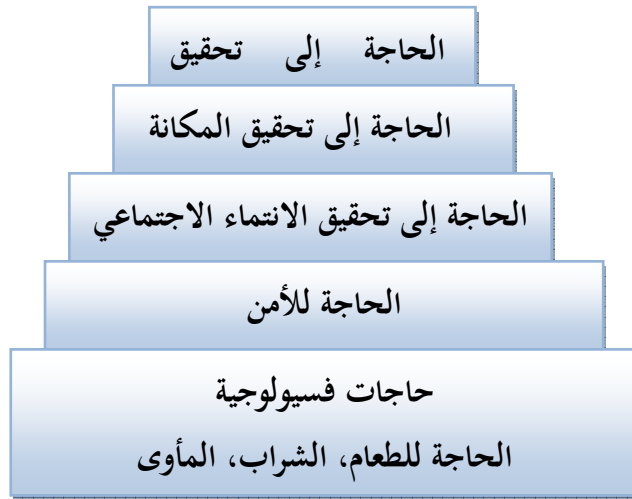 الحاجة إلى تحقيق
الحاجة إلى تحقيق المكانة
الحاجة إلى تحقيق الانتماء الاجتماعي
الحاجة للأمن
حاجات فسيولوجية
الحاجة للطعام، الشراب، المأوى